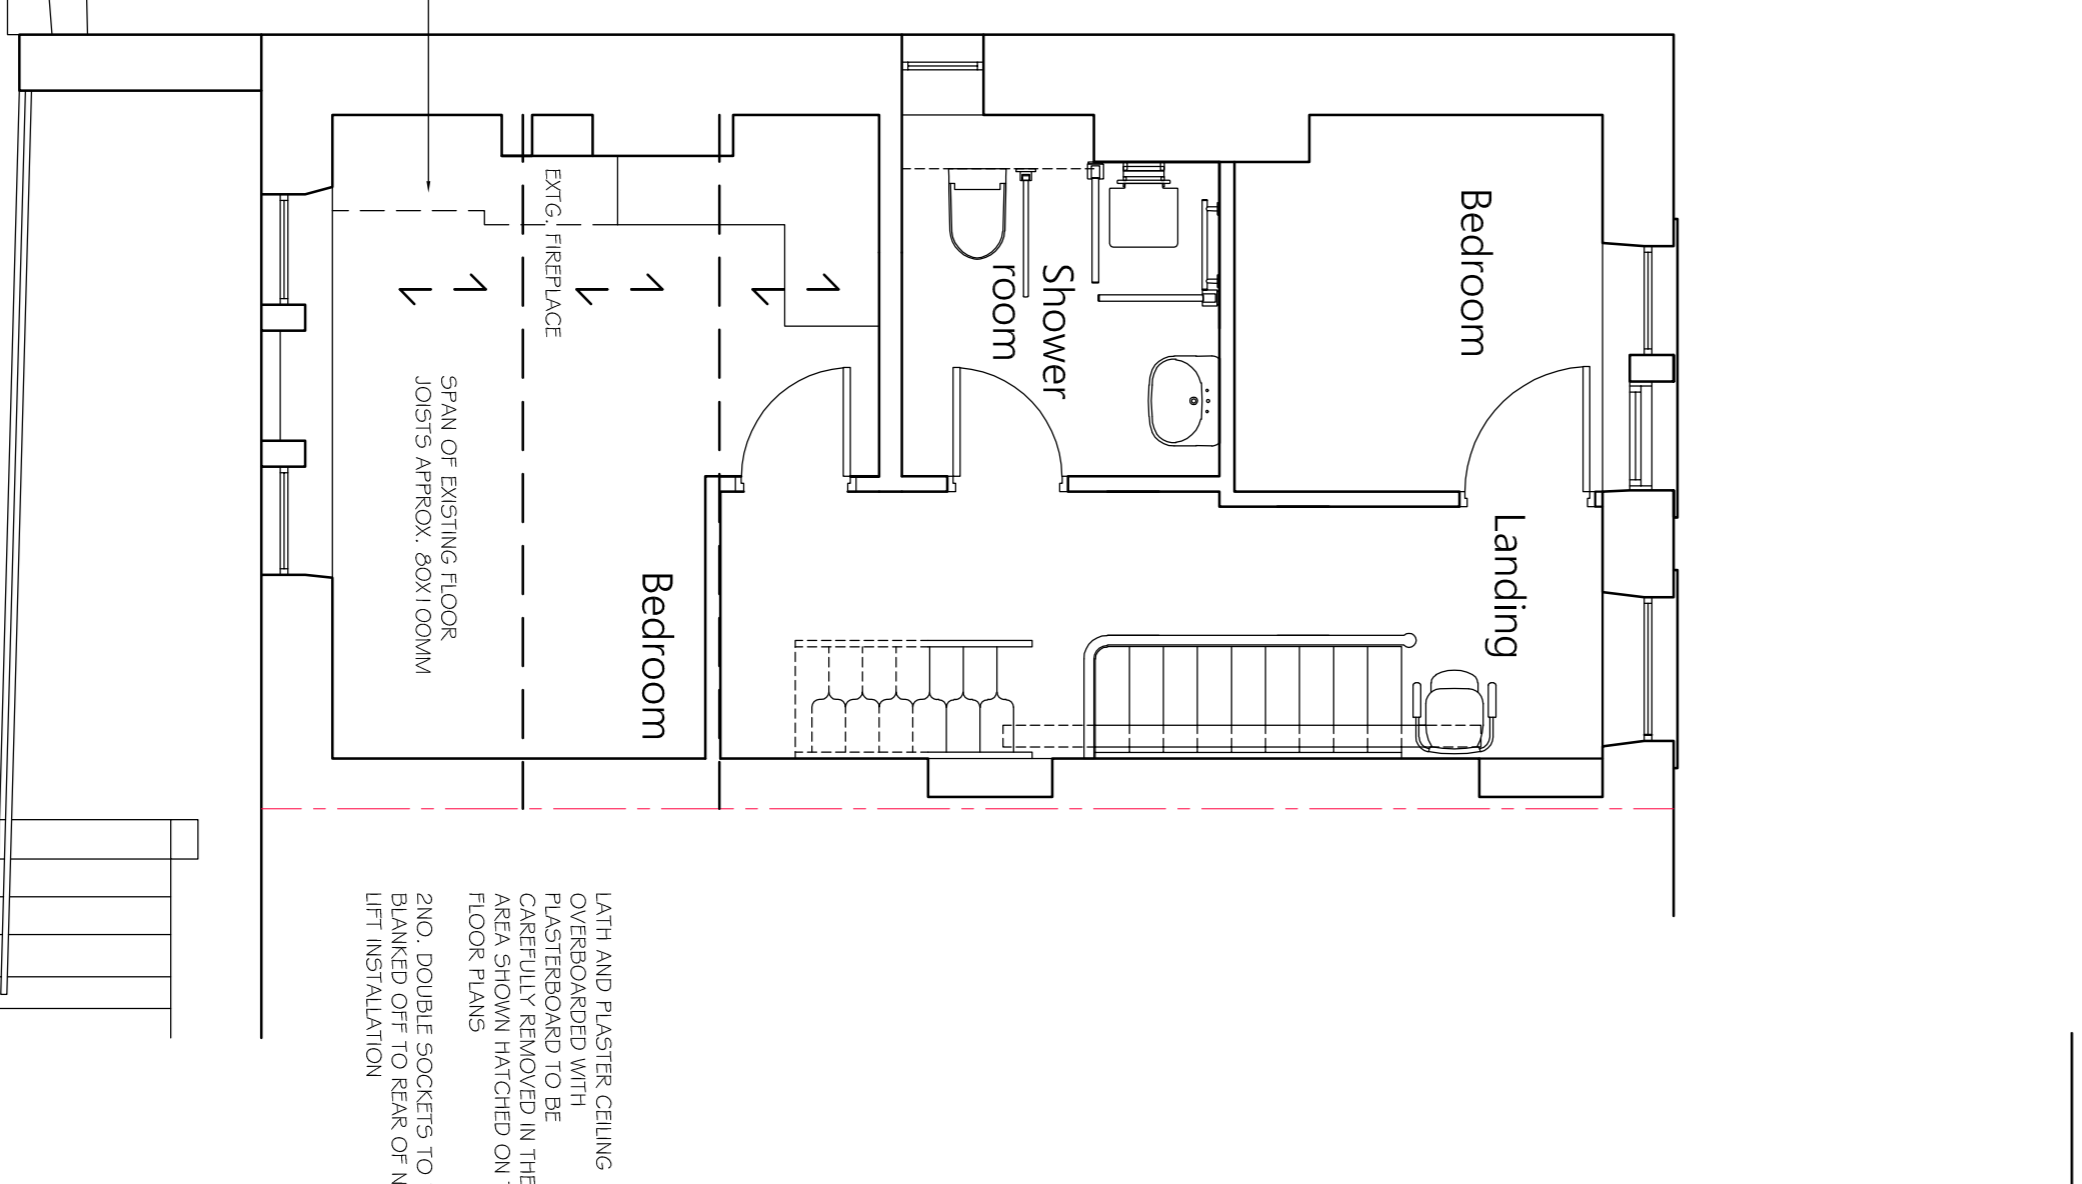 Bedroom
Landing
Shower
room
Bedroom
EXTG. FIREPLACE
SPAN OF EXISTING FLOOR
JOISTS APPROX. 80X100MM
LATH AND PLASTER CEILING
OVERBOARDED WITH
PLASTERBOARD TO BE
CAREFULLY REMOVED IN THE
AREA SHOWN HATCHED ON
FLOOR PLANS
2NO. DOUBLE SOCKETS TO
BLANKED OFF TO REAR OF
LIFT INSTALLATION